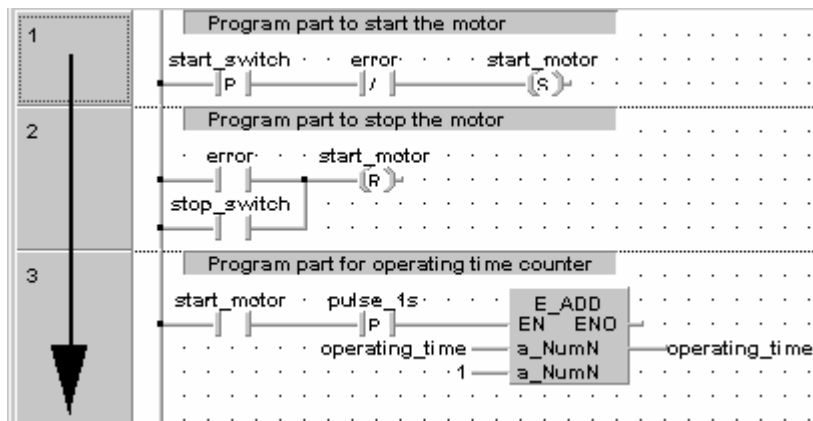 1
Program part to start the motor
start_switch error start_motor
P / S
2
Program part to stop the motor
error start_motor
R
stop_switch
3
Program part for operating time counter
start_motor pulse_1s E_ADD
P EN ENO
operating_time a_NumN operating_time
1 a_NumN